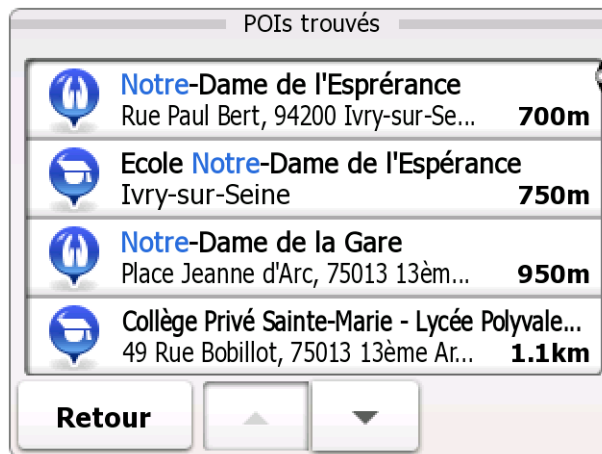 POIs trouvés
Notre-Dame de l'Esprérance
Rue Paul Bert, 94200 Ivry-sur-Se... 700m
Ecole Notre-Dame de l'Espérance
Ivry-sur-Seine 750m
Notre-Dame de la Gare
Place Jeanne d'Arc, 75013 13èm... 950m
Collège Privé Sainte-Marie - Lycée Polyvale...
49 Rue Bobillot, 75013 13ème Ar... 1.1km
Retour